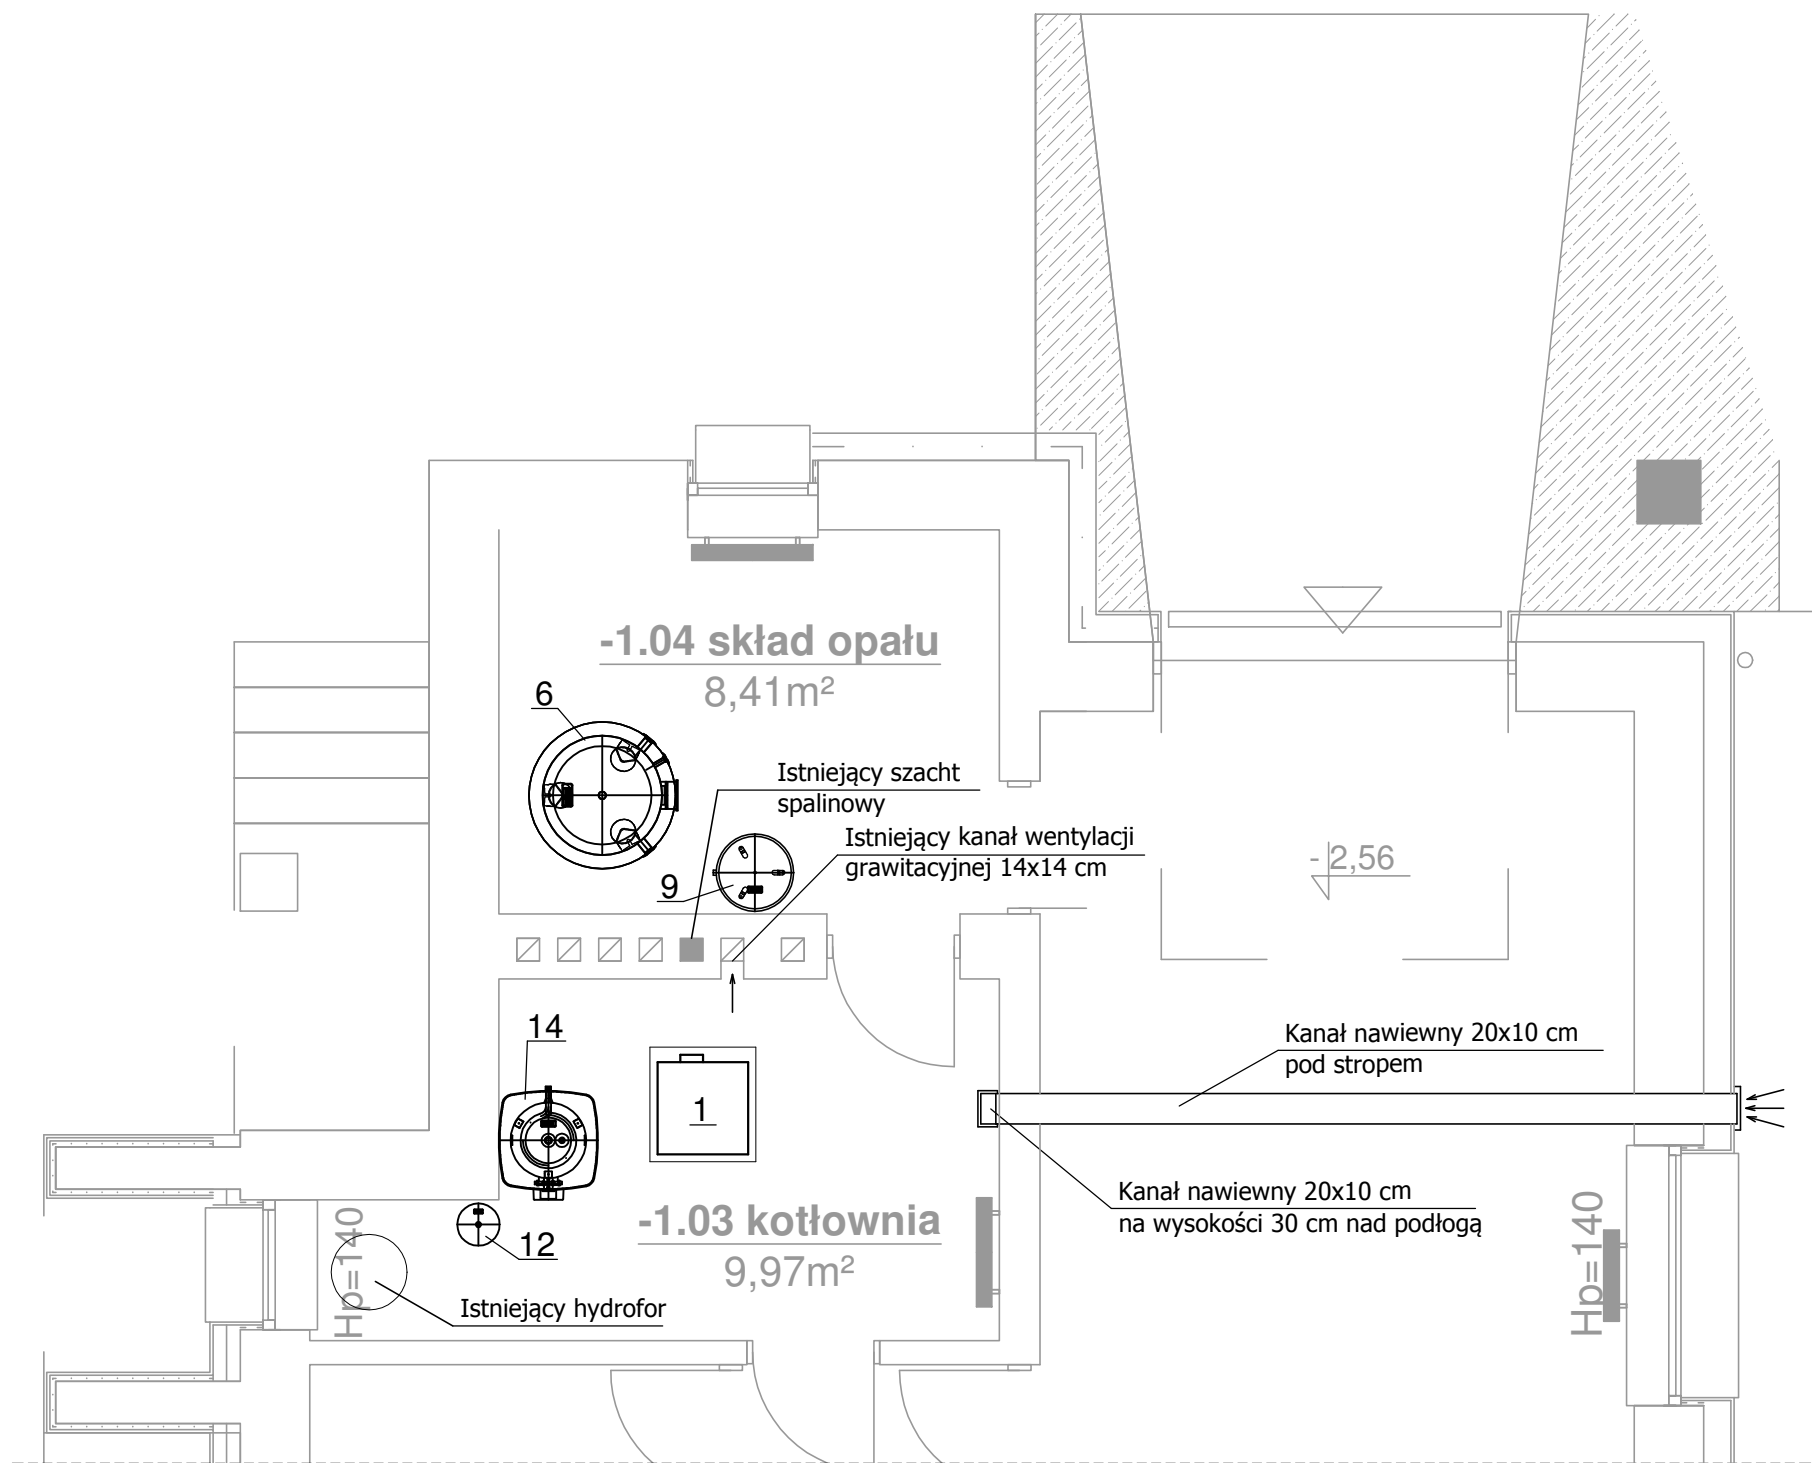 -1.04 skład opału
8,41m²
6
Istniejący szacht
spalinowy
Istniejący kanał wentylacji
grawitacyjnej 14x14 cm
9
- 2,56
14
Kanał nawiewny 20x10 cm
pod stropem
1
Kanał nawiewny 20x10 cm
na wysokości 30 cm nad podłogą
-1.03 kotłownia
9,97m²
12
Hp=140
Hp=140
Istniejący hydrofor